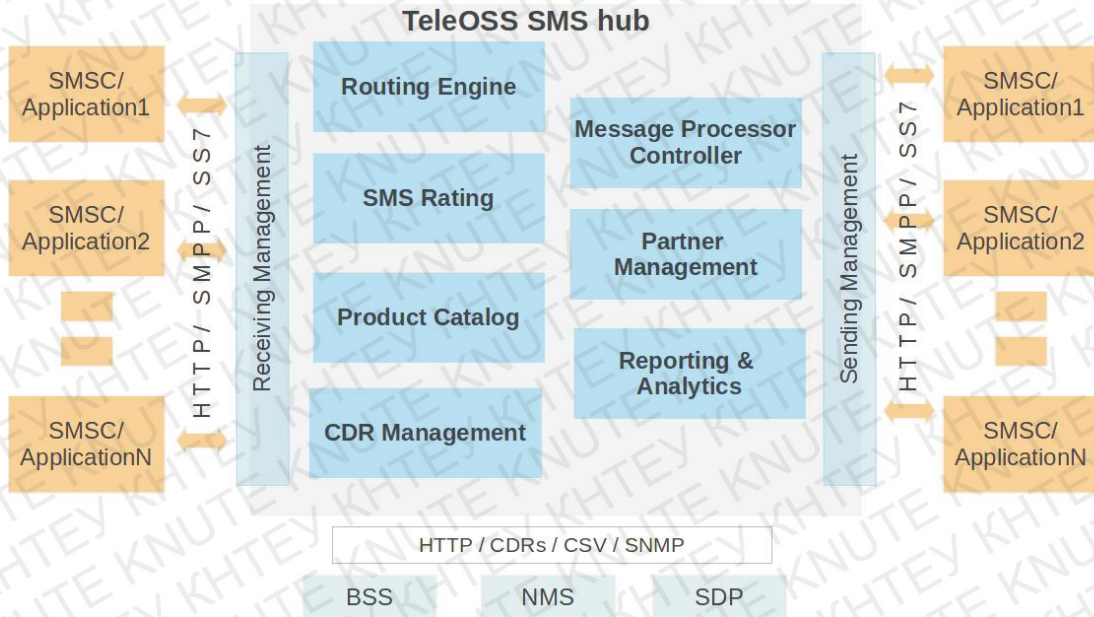 TeleOSS SMS hub
SMSC/
Application1
SMSC/
Application2
SMSC/
ApplicationN
HTTP/ SMPP/ SS7
Receiving Management
Routing Engine
SMS Rating
Product Catalog
CDR Management
Message Processor
Controller
Partner
Management
Reporting &
Analytics
Sending Management
HTTP/ SMPP/ SS7
SMSC/
Application1
SMSC/
Application2
SMSC/
ApplicationN
HTTP / CDRs / CSV / SNMP
BSS
NMS
SDP
КНТЕУ KNUTE